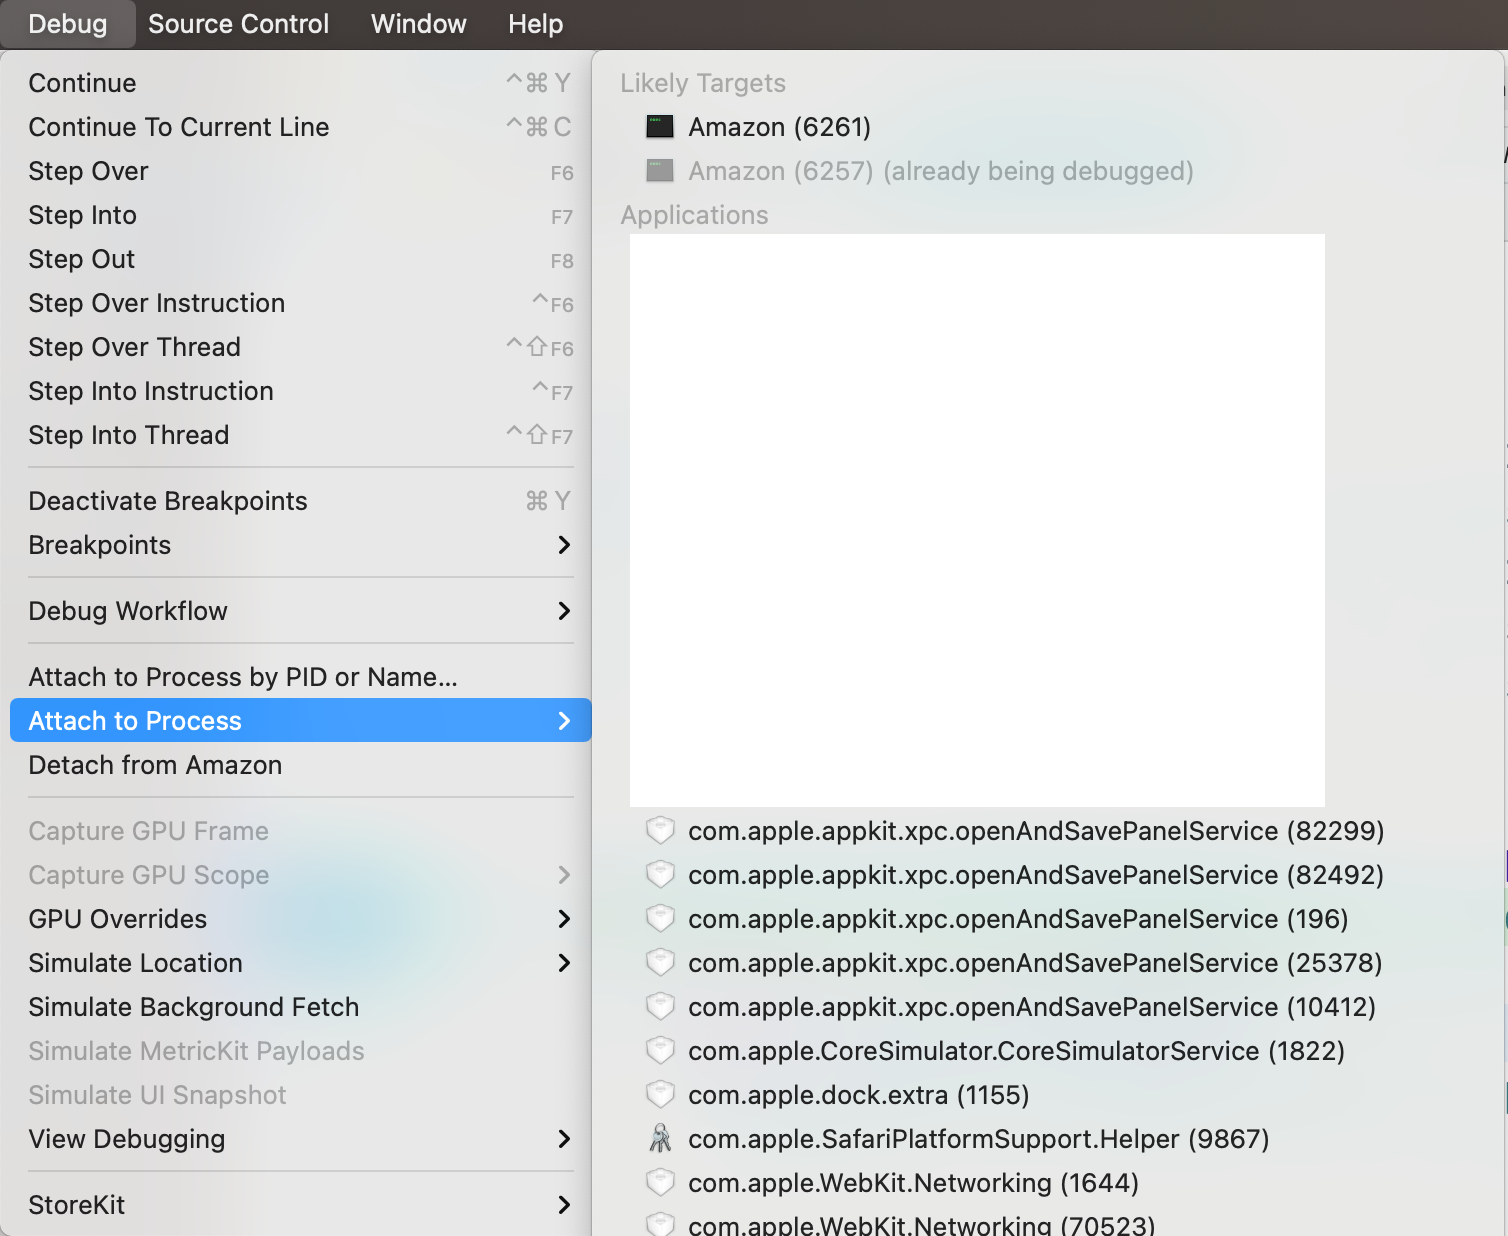 Debug Source Control Window Help
Continue ^⌘Y
Continue To Current Line ^⌘C
Step Over F6
Step Into F7
Step Out F8
Step Over Instruction ^F6
Step Over Thread ^⇧F6
Step Into Instruction ^F7
Step Into Thread ^⇧F7
Deactivate Breakpoints ⌘Y
Breakpoints
Debug Workflow
Attach to Process by PID or Name...
Attach to Process
Detach from Amazon
Capture GPU Frame
Capture GPU Scope
GPU Overrides
Simulate Location
Simulate Background Fetch
Simulate MetricKit Payloads
Simulate UI Snapshot
View Debugging
StoreKit
Likely Targets
Amazon (6261)
Amazon (6257) (already being debugged)
Applications
com.apple.appkit.xpc.openAndSavePanelService (82299)
com.apple.appkit.xpc.openAndSavePanelService (82492)
com.apple.appkit.xpc.openAndSavePanelService (196)
com.apple.appkit.xpc.openAndSavePanelService (25378)
com.apple.appkit.xpc.openAndSavePanelService (10412)
com.apple.CoreSimulator.CoreSimulatorService (1822)
com.apple.dock.extra (1155)
com.apple.SafariPlatformSupport.Helper (9867)
com.apple.WebKit.Networking (1644)
com.apple.WebKit.Networking (70523)